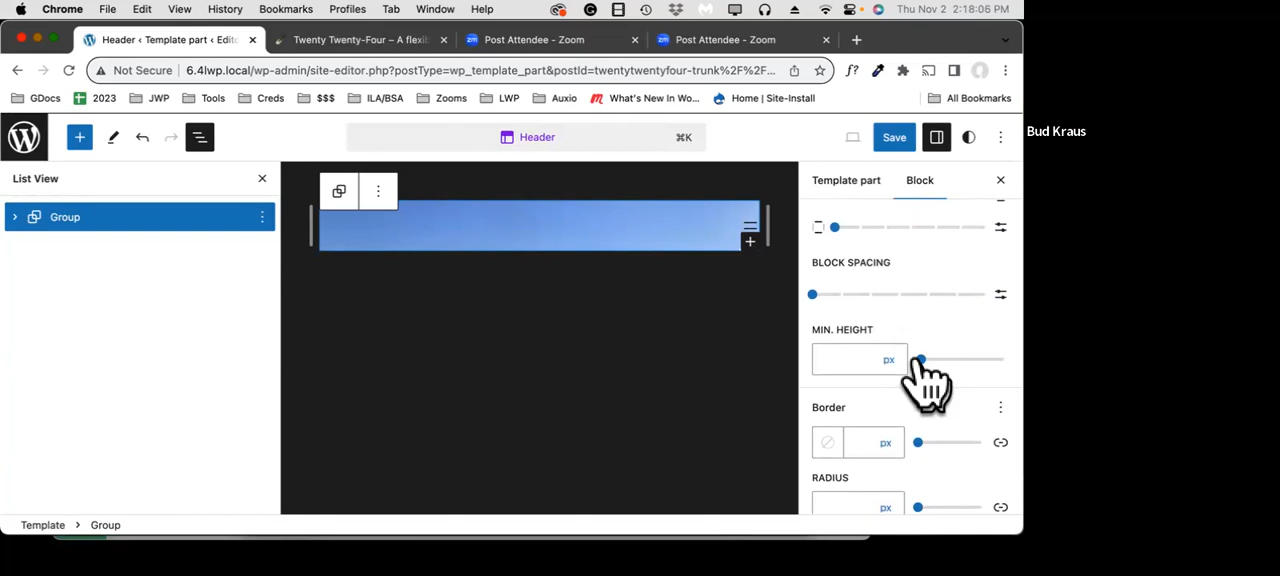 Chrome File Edit View History Bookmarks Profiles Tab Window Help Thu Nov 2 2:18:06 PM
Header ‹ Template part ‹ Edito
Twenty Twenty-Four – A flexib
Post Attendee - Zoom
Post Attendee - Zoom
Not Secure 6.4lwp.local/wp-admin/site-editor.php?postType=wp_template_part&postId=twentytwentyfour-trunk%2F%2F...
f?
GDocs 2023 JWP Tools Creds $$$ ILA/BSA Zooms LWP Auxio What's New In Wo... Home | Site-Install All Bookmarks
Bud Kraus
Header ⌘K
Save
List View
Template part Block
Group
BLOCK SPACING
MIN. HEIGHT
px
Border
px
RADIUS
px
Template > Group